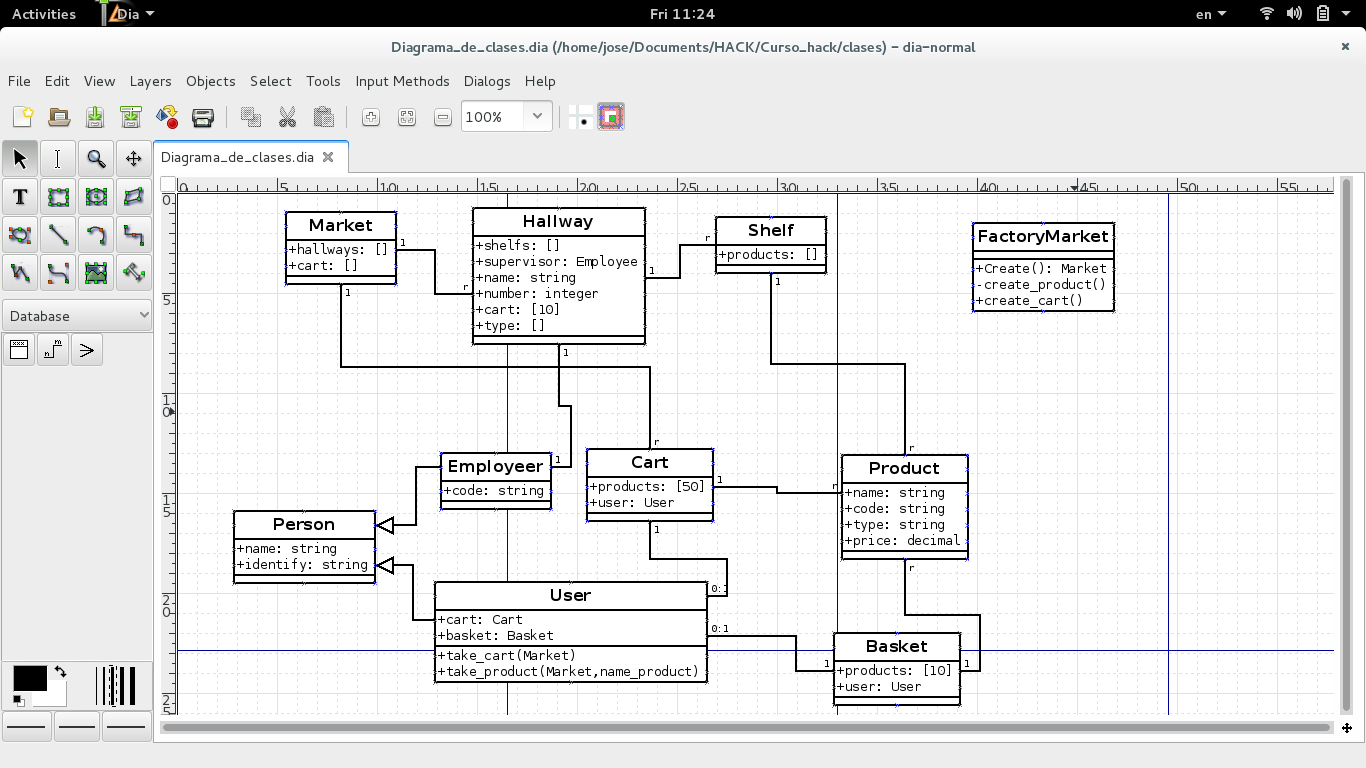 Activities Dia Fri 11:24 en
Diagrama_de_clases.dia (/home/jose/Documents/HACK/Curso_hack/clases) – dia-normal
File Edit View Layers Objects Select Tools Input Methods Dialogs Help
100%
Diagrama_de_clases.dia
Database
0 5 10 15 20 25 30 35 40 45 50 55
0
5
10
15
20
25
Market
+hallways: []
+cart: []
1
1
Hallway
+shelfs: []
+supervisor: Employee
+name: string
+number: integer
+cart: [10]
+type: []
r
1
1
Shelf
+products: []
r
1
FactoryMarket
+Create(): Market
-create_product()
+create_cart()
Employeer
+code: string
1
Cart
+products: [50]
+user: User
r
1
1
Product
+name: string
+code: string
+type: string
+price: decimal
r
r
r
Person
+name: string
+identify: string
User
+cart: Cart
+basket: Basket
+take_cart(Market)
+take_product(Market,name_product)
0:1
0:1
Basket
+products: [10]
+user: User
1
1